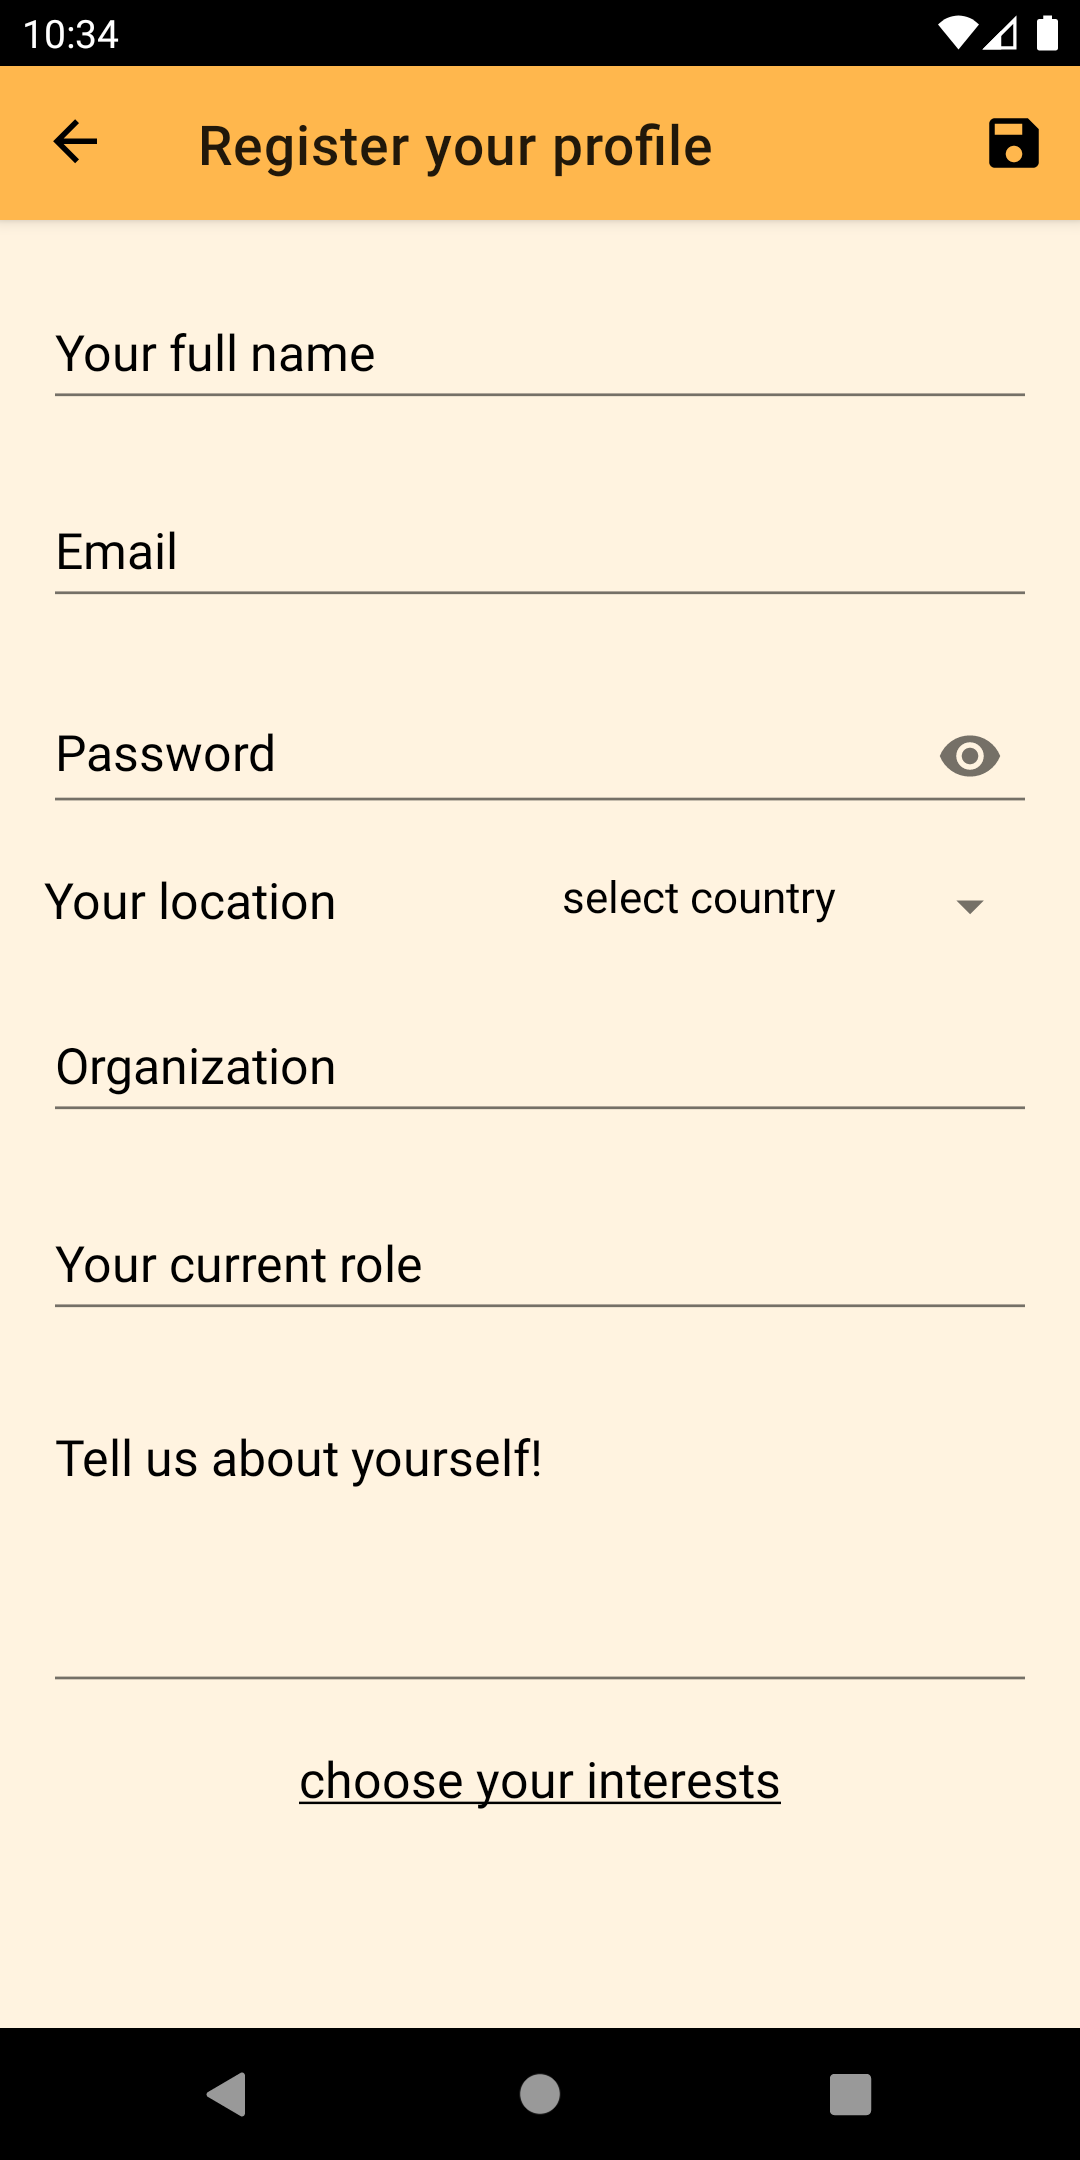 10:34
Register your profile
Your full name
Email
Password
Your location select country
Organization
Your current role
Tell us about yourself!
choose your interests